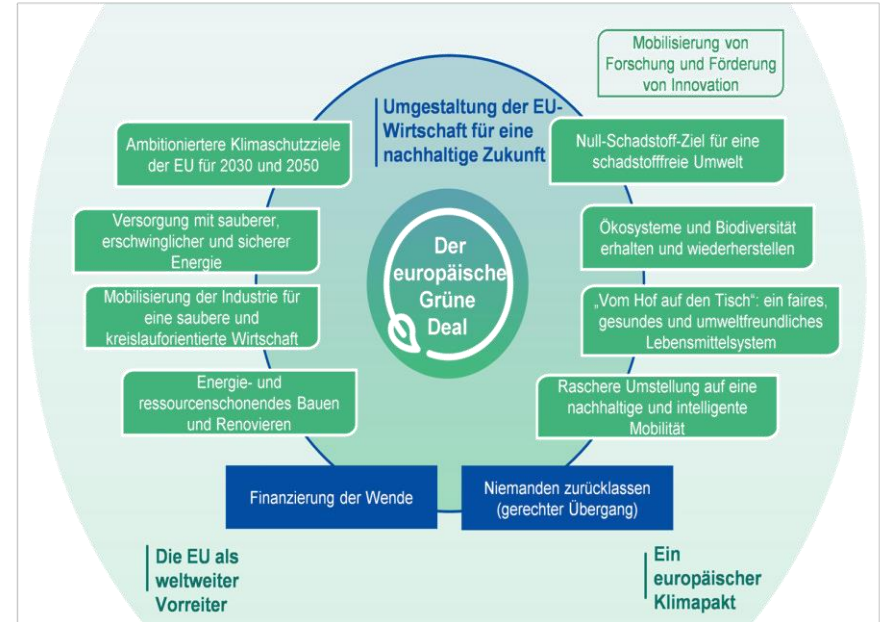 Mobilisierung von
Forschung und Förderung
von Innovation
Umgestaltung der EU-
Wirtschaft für eine
nachhaltige Zukunft
Ambitioniertere Klimaschutzziele
der EU für 2030 und 2050
Null-Schadstoff-Ziel für eine
schadstofffreie Umwelt
Versorgung mit sauberer,
erschwinglicher und sicherer
Energie
Ökosysteme und Biodiversität
erhalten und wiederherstellen
Der
europäische
Grüne
Deal
Mobilisierung der Industrie für
eine saubere und
kreislauforientierte Wirtschaft
„Vom Hof auf den Tisch“: ein faires,
gesundes und umweltfreundliches
Lebensmittelsystem
Energie- und
ressourcenschonendes Bauen
und Renovieren
Raschere Umstellung auf eine
nachhaltige und intelligente
Mobilität
Finanzierung der Wende
Niemanden zurücklassen
(gerechter Übergang)
Die EU als
weltweiter
Vorreiter
Ein
europäischer
Klimapakt